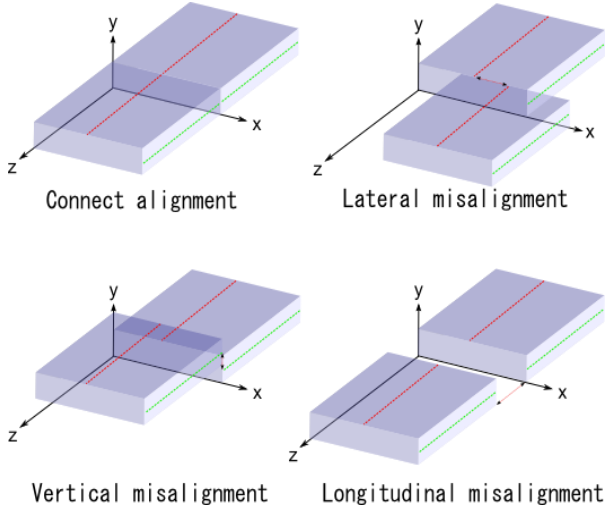 y
x
z
Connect alignment
y
x
z
Lateral misalignment
y
x
z
Vertical misalignment
y
x
z
Longitudinal misalignment